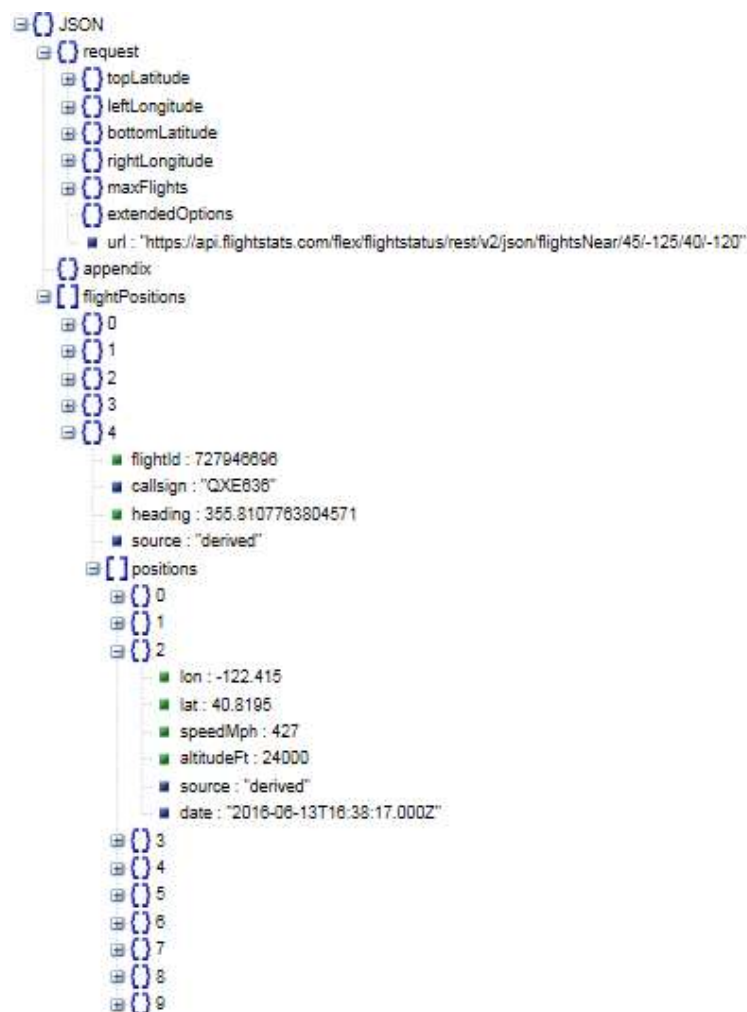 JSON
request
topLatitude
leftLongitude
bottomLatitude
rightLongitude
maxFlights
extendedOptions
url : "https://api.flightstats.com/flex/flightstatus/rest/v2/json/flightsNear/45/-125/40/-120"
appendix
flightPositions
0
1
2
3
4
flightId : 727946696
callsign : "QXE636"
heading : 355.8107763804571
source : "derived"
positions
0
1
2
lon : -122.415
lat : 40.8195
speedMph : 427
altitudeFt : 24000
source : "derived"
date : "2016-06-13T16:38:17.000Z"
3
4
5
6
7
8
9